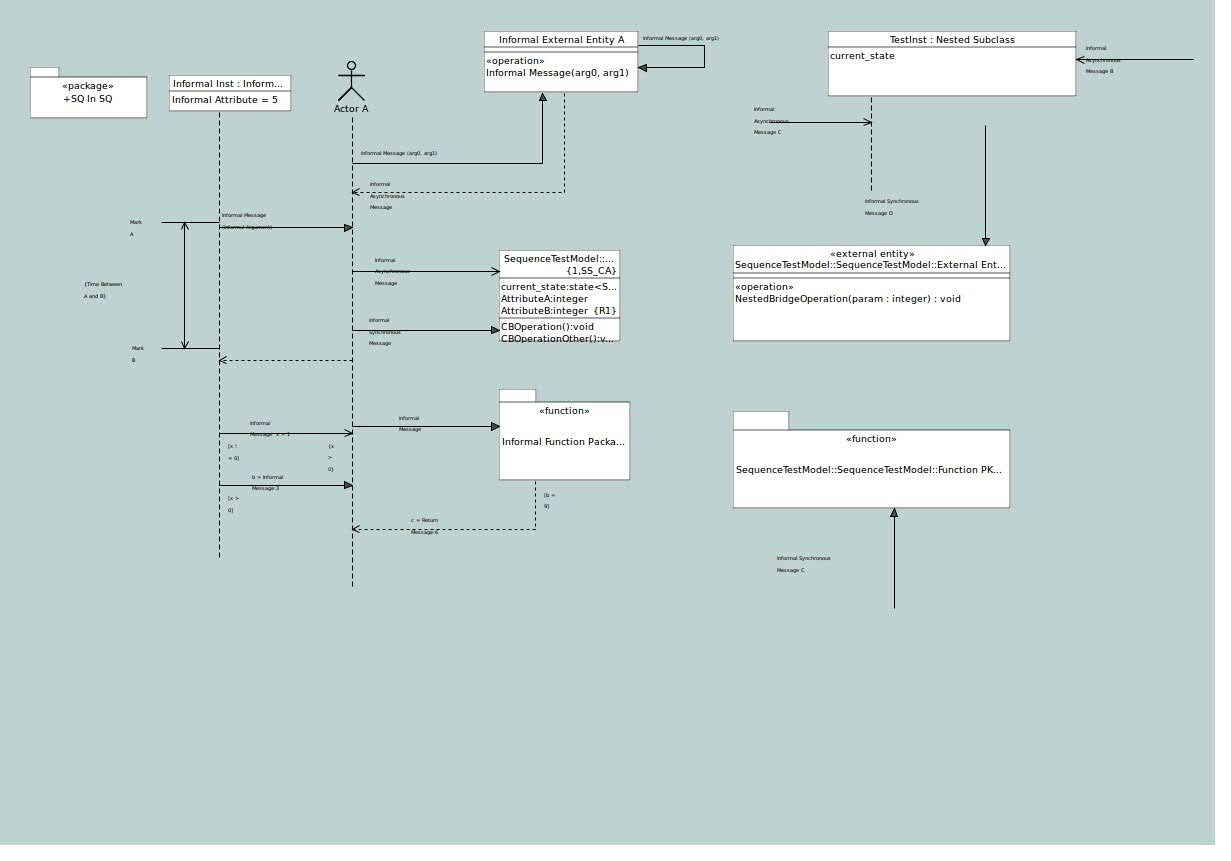 «package»
+SQ In SQ
Informal Inst : Inform...
Informal Attribute = 5
Actor A
Informal External Entity A
«operation»
Informal Message(arg0, arg1)
Informal Message (arg0, arg1)
TestInst : Nested Subclass
current_state
Informal
Asynchronous
Message B
Informal
Asynchronous
Message C
Informal Message (arg0, arg1)
Informal
Asynchronous
Message
Informal Synchronous
Message D
Mark
A
Informal Message
(Informal Argument)
{Time Between
A and B}
Informal
Asynchronous
Message
SequenceTestModel::...
{1,SS_CA}
current_state:state<S...
AttributeA:integer
AttributeB:integer {R1}
CBOperation():void
CBOperationOther():v...
«external entity»
SequenceTestModel::SequenceTestModel::External Ent...
«operation»
NestedBridgeOperation(param : integer) : void
Informal
Synchronous
Message
Mark
B
Informal
Message x = 1
[x !
= 0]
{x
>
0}
Informal
Message
«function»
Informal Function Packa...
b = Informal
Message:3
[x >
0]
[b =
9]
c = Return
Message:6
«function»
SequenceTestModel::SequenceTestModel::Function PK...
Informal Synchronous
Message C